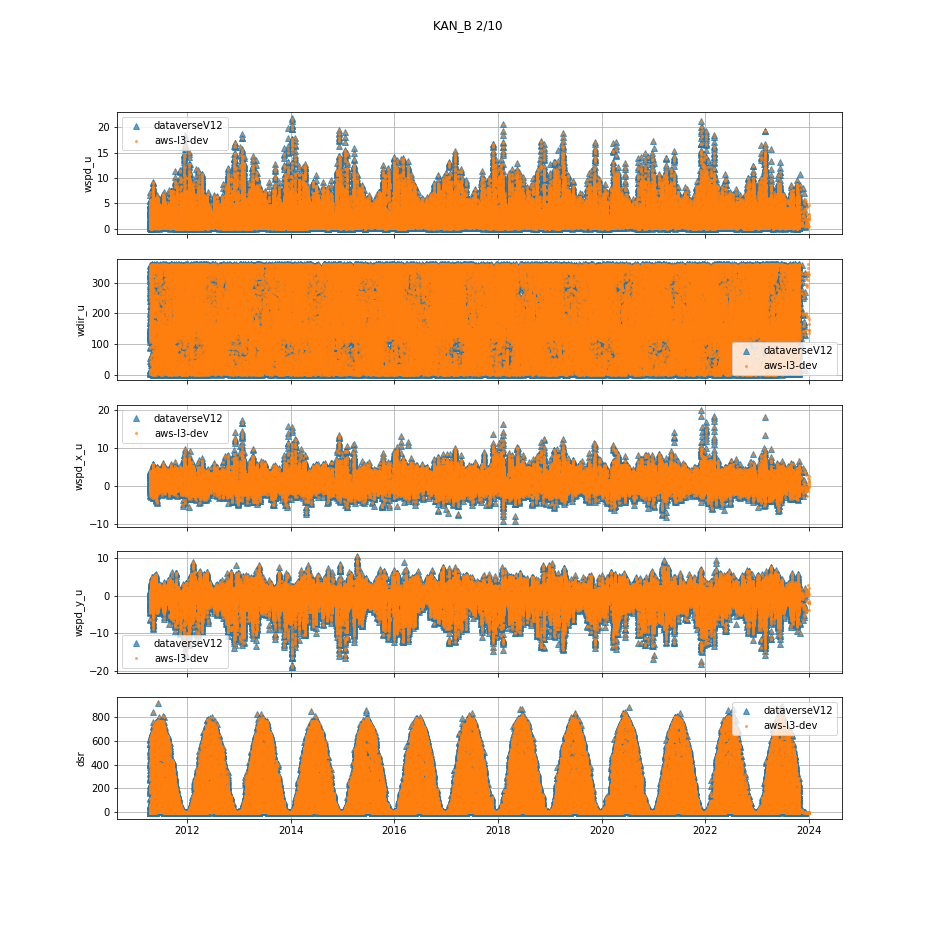 KAN_B 2/10
20
15
10
5
0
wspd_u
dataverseV12
aws-l3-dev
300
200
100
0
wdir_u
dataverseV12
aws-l3-dev
20
10
0
−10
wspd_x_u
dataverseV12
aws-l3-dev
10
0
−10
−20
wspd_y_u
dataverseV12
aws-l3-dev
800
600
400
200
0
dsr
dataverseV12
aws-l3-dev
2012 2014 2016 2018 2020 2022 2024